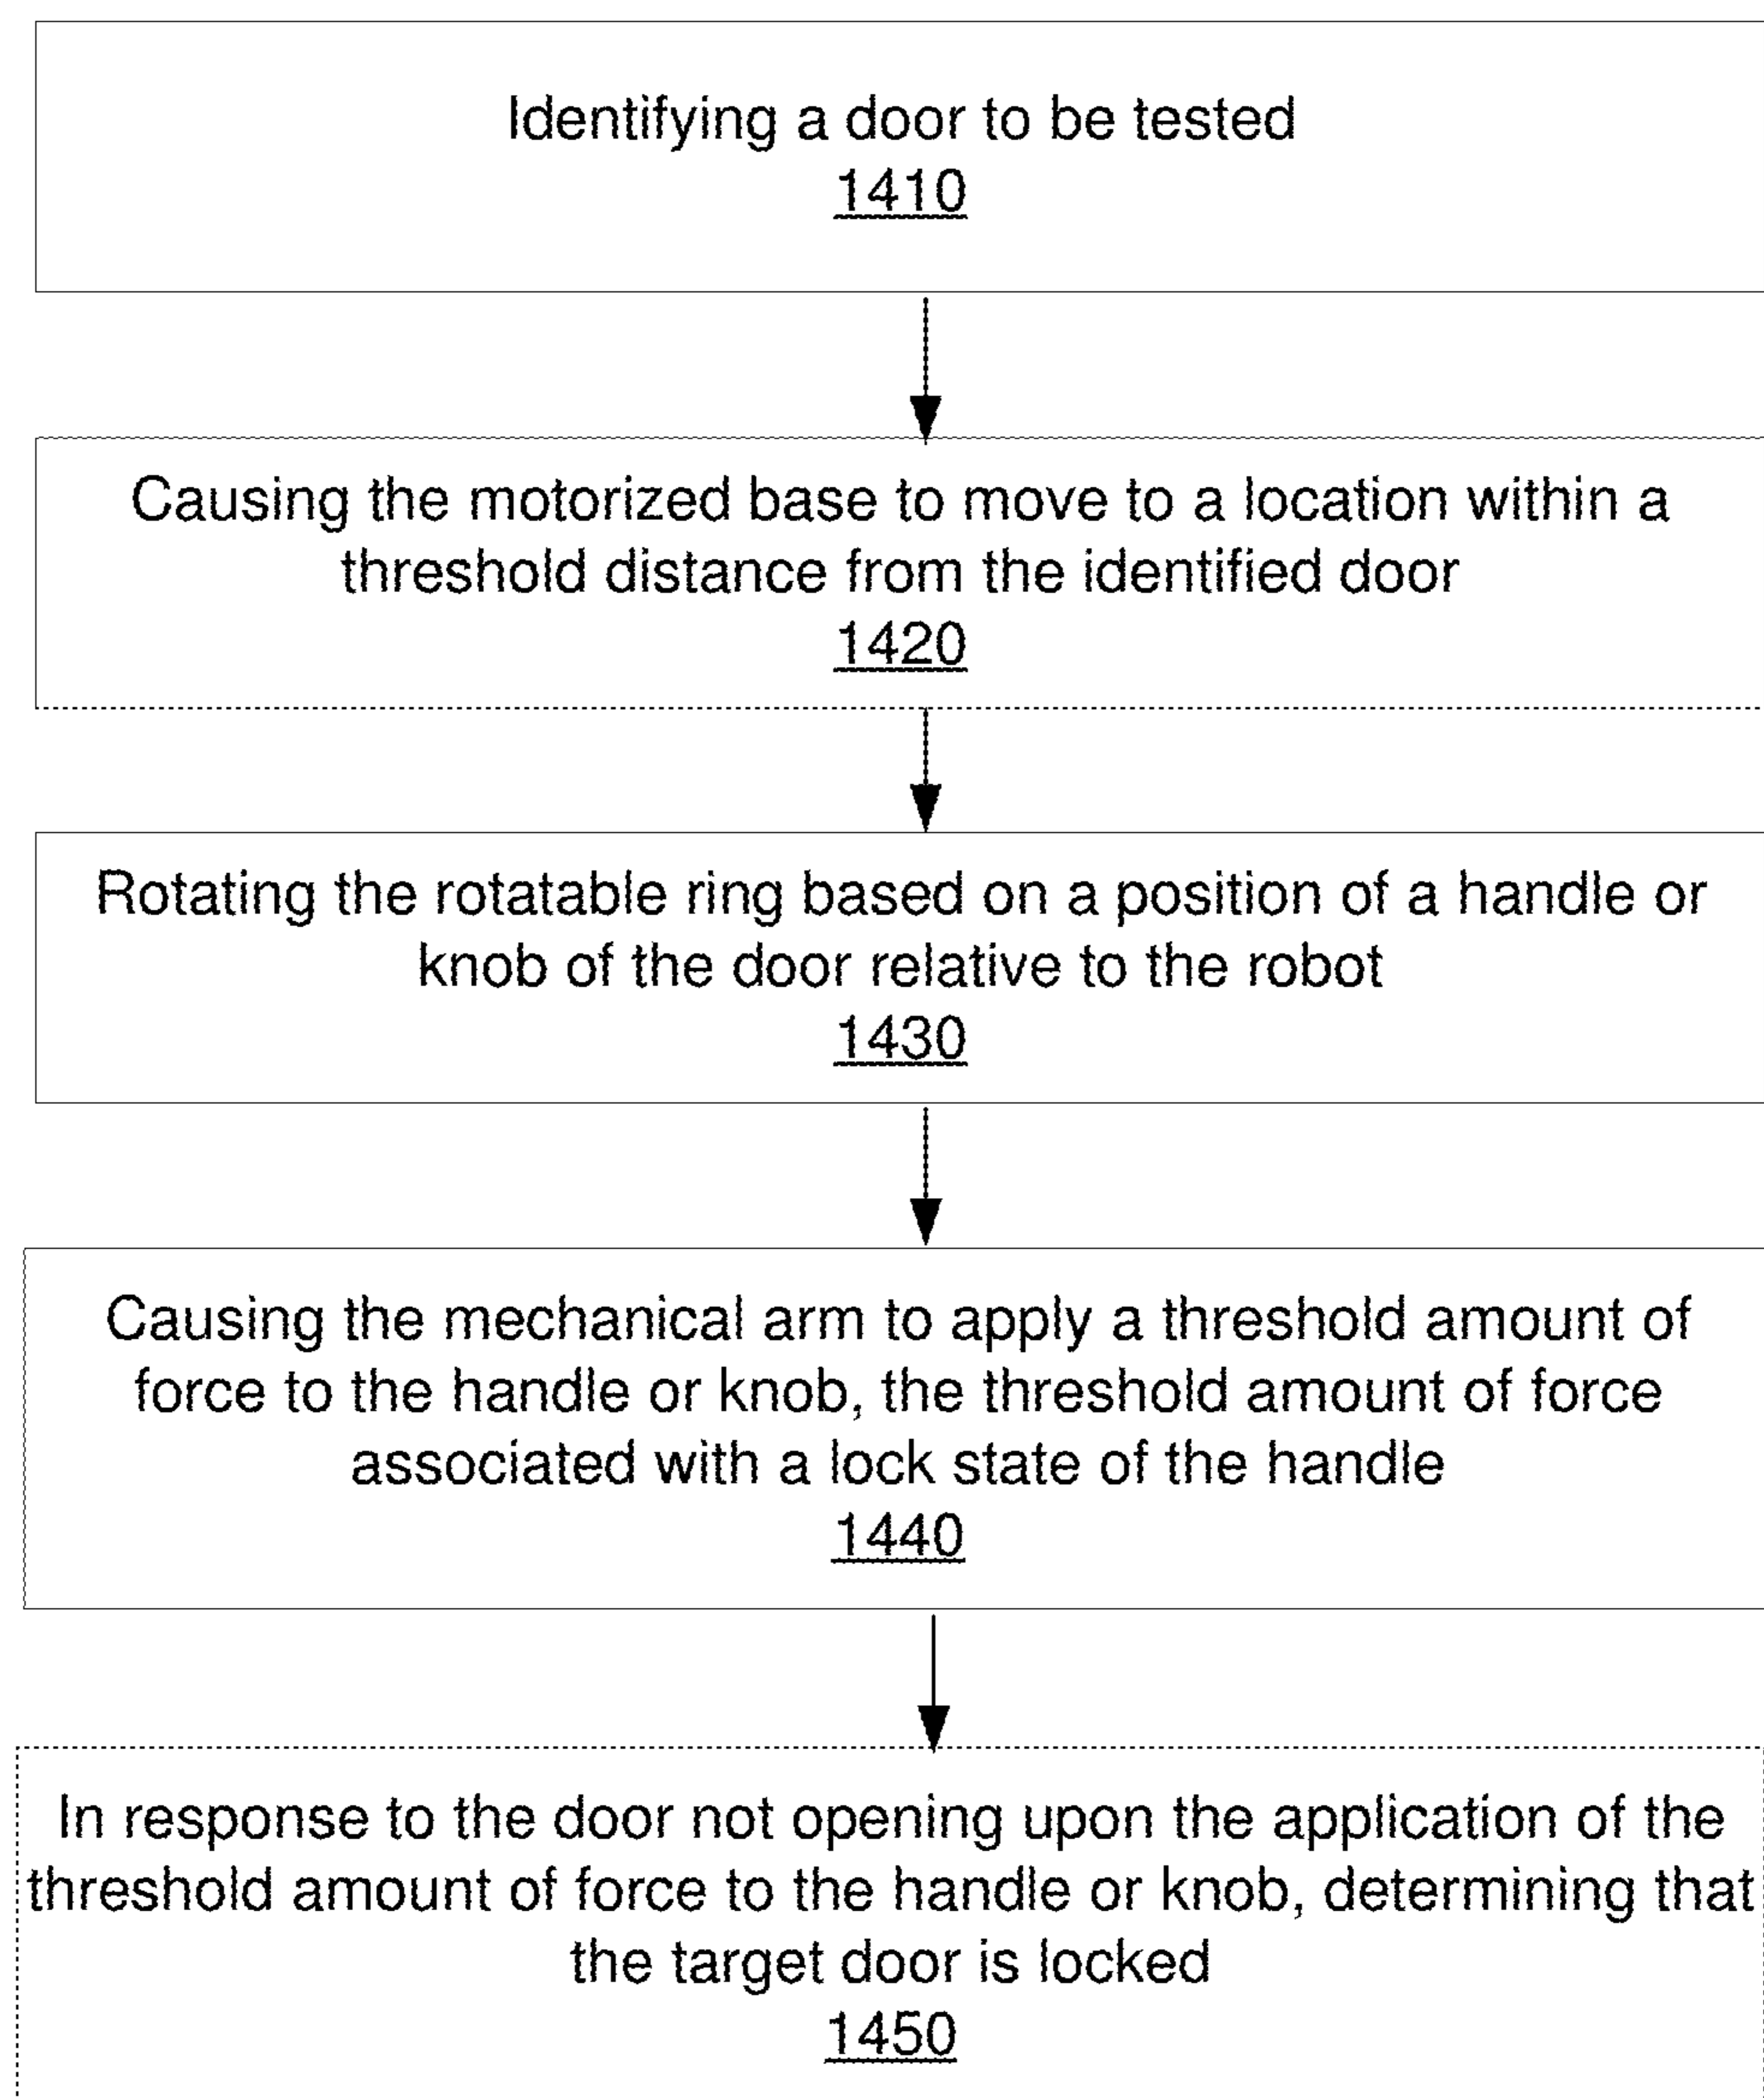 Identifying a door to be tested
1410
Causing the motorized base to move to a location within a
threshold distance from the identified door
1420
Rotating the rotatable ring based on a position of a handle or
knob of the door relative to the robot
1430
Causing the mechanical arm to apply a threshold amount of
force to the handle or knob, the threshold amount of force
associated with a lock state of the handle
1440
In response to the door not opening upon the application of the
threshold amount of force to the handle or knob, determining that
the target door is locked
1450